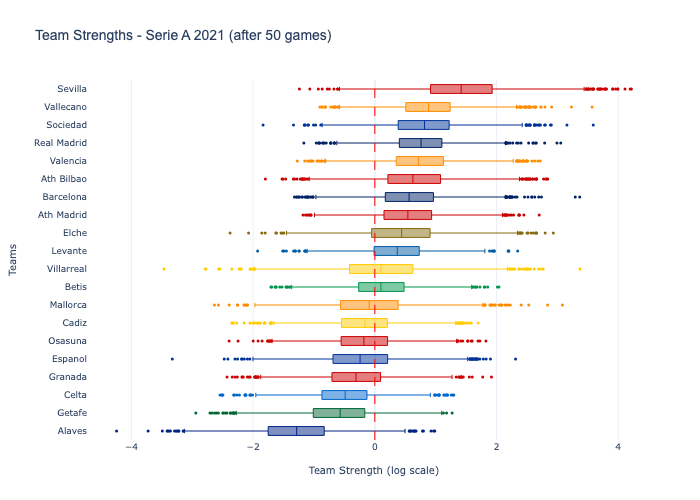 Team Strengths - Serie A 2021 (after 50 games)
Sevilla
Vallecano
Sociedad
Real Madrid
Valencia
Ath Bilbao
Barcelona
Ath Madrid
Elche
Levante
Villarreal
Betis
Mallorca
Cadiz
Osasuna
Espanol
Granada
Celta
Getafe
Alaves
Teams
−4
−2
0
2
4
Team Strength (log scale)